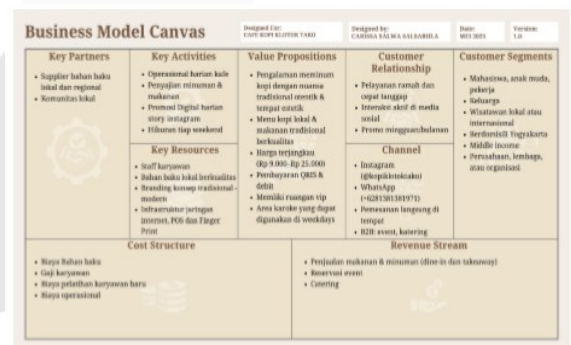 Business Model Canvas
Designed For:
CAFE KOPI KLOTOK TAKO
Designed by:
CARISSA SALWA SALSABILA
Date:
MEI 2025
Version:
1.0
Key Partners
• Supplier bahan baku
lokal dan regional
• Komunitas lokal
Key Activities
• Operasional harian kafe
• Penyajian minuman &
makanan
• Promosi Digital harian
story instagram
• Hiburan tiap weekend
Key Resources
• Staff karyawan
• Bahan baku lokal berkualitas
• Branding konsep tradisional-
modern
• Infrastruktur jaringan
internet, POS dan Finger
Print
Value Propositions
• Pengalaman meminum
kopi dengan nuansa
tradisional otentik &
tempat estetik
• Menu kopi lokal &
makanan tradisional
berkualitas
• Harga terjangkau
(Rp 9.000-Rp 25.000)
• Pembayaran QRIS &
debit
• Memiliki ruangan vip
• Area karoke yang dapat
digunakan di weekdays
Customer
Relationship
• Pelayanan ramah dan
cepat tanggap
• Interaksi aktif di media
sosial
• Promo mingguan/bulanan
Channel
• Instagram
(@kopiklotoktako)
• WhatsApp
(+6281381381971)
• Pemesanan langsung di
tempat
• B2B: event, katering
Customer Segments
• Mahasiswa, anak muda,
pekerja
• Keluarga
• Wisatawan lokal atau
internasional
• Berdomisili Yogyakarta
• Middle income
• Perusahaan, lembaga,
atau organisasi
Cost Structure
• Biaya Bahan baku
• Gaji karyawan
• Biaya pelatihan karyawan baru
• Biaya operasional
Revenue Stream
• Penjualan makanan & minuman (dine-in dan takeaway)
• Reservasi event
• Catering